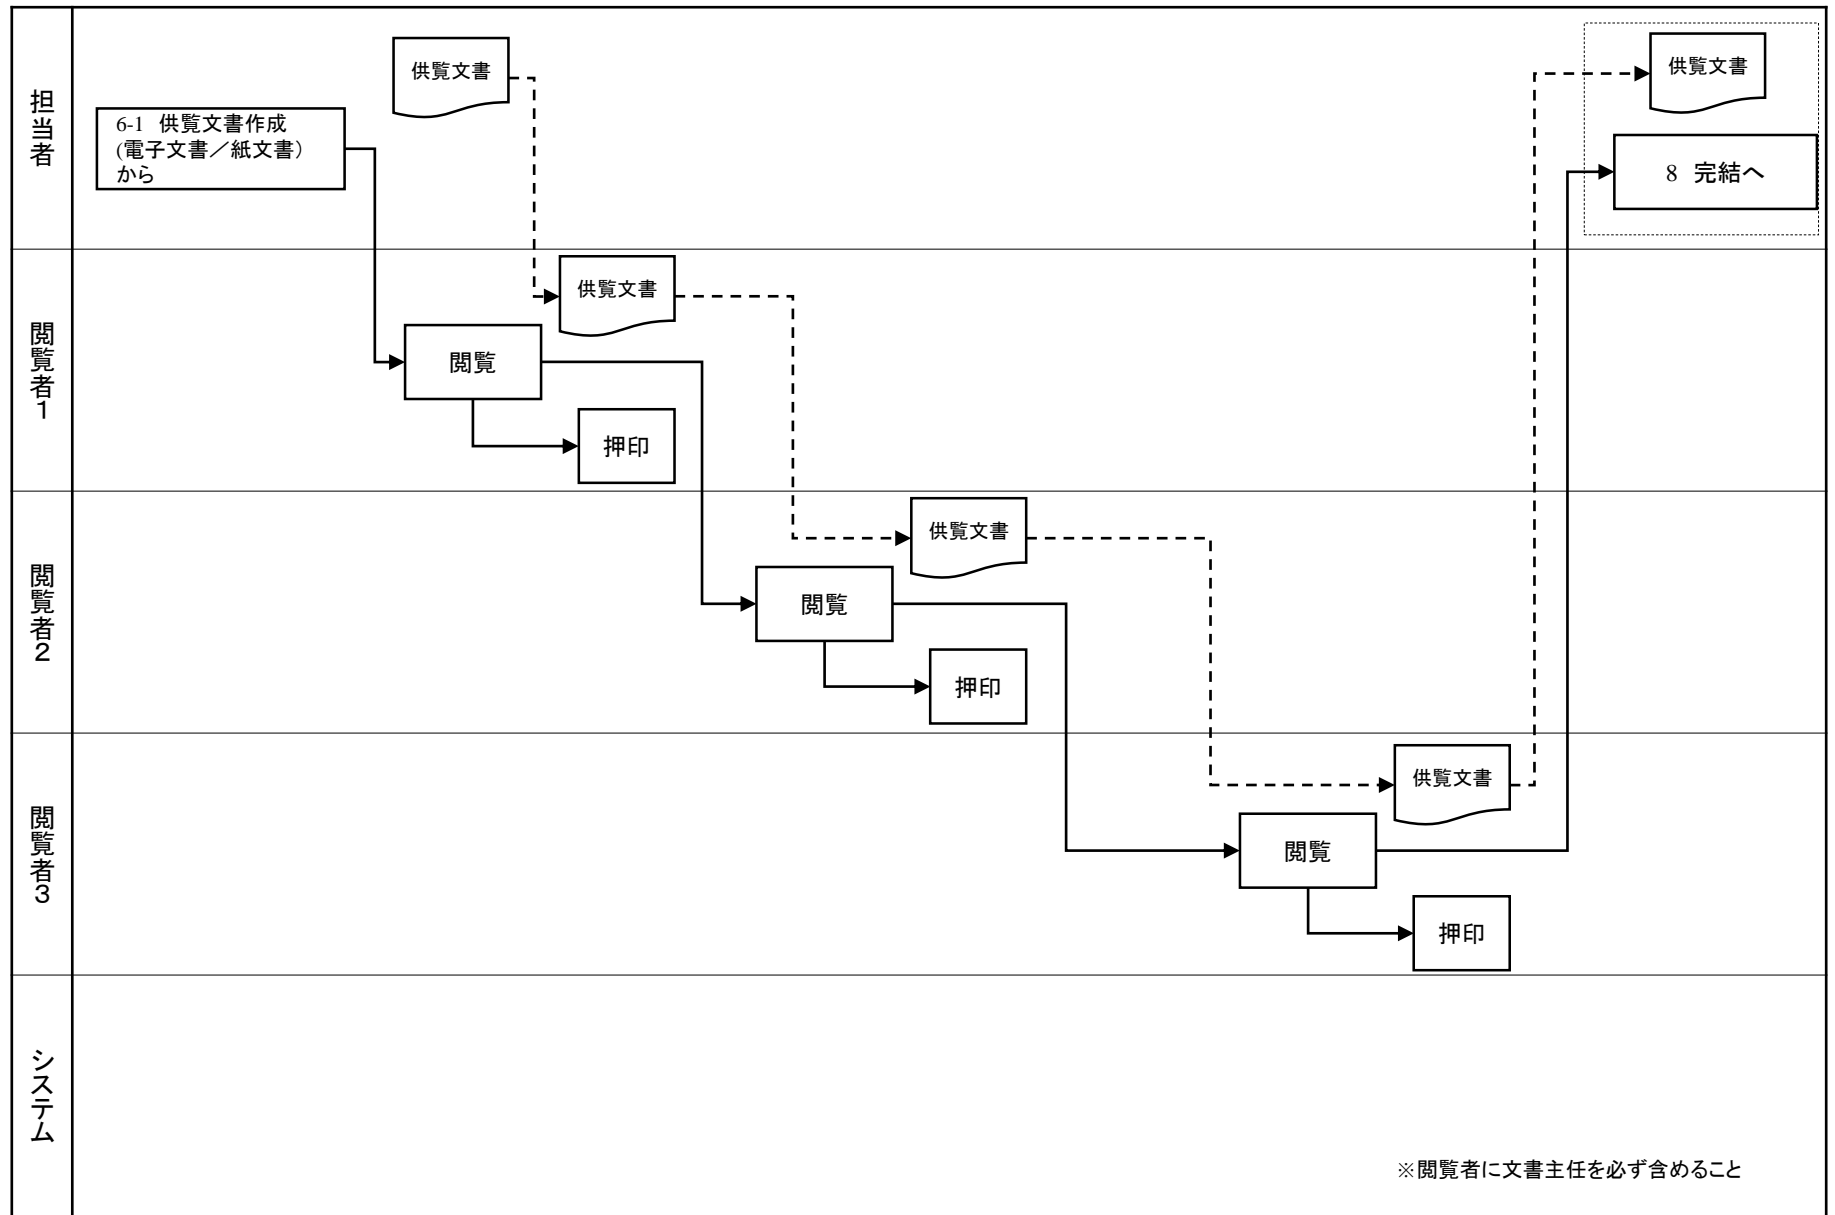 担当者
供覧文書
6-1 供覧文書作成
(電子文書／紙文書)
から
供覧文書
8 完結へ
閲覧者1
供覧文書
閲覧
押印
閲覧者2
供覧文書
閲覧
押印
閲覧者3
供覧文書
閲覧
押印
システム
※閲覧者に文書主任を必ず含めること